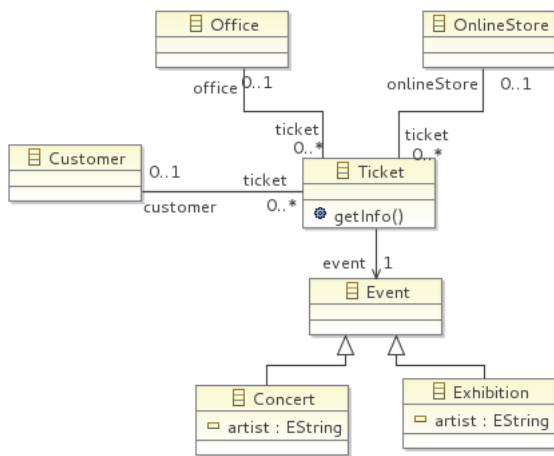 Office
OnlineStore
office
0..1
onlineStore
0..1
ticket
0..*
ticket
0..*
Customer
0..1
customer
ticket
0..*
Ticket
getInfo()
event
1
Event
Concert
artist : EString
Exhibition
artist : EString